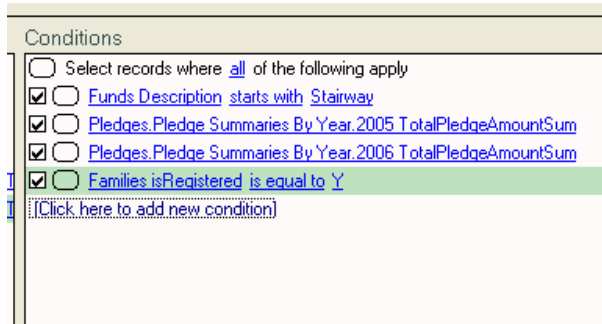 Conditions
Select records where all of the following apply
Funds Description starts with Stairway
Pledges.Pledge Summaries By Year.2005 TotalPledgeAmountSum
Pledges.Pledge Summaries By Year.2006 TotalPledgeAmountSum
Families isRegistered is equal to Y
[Click here to add new condition]